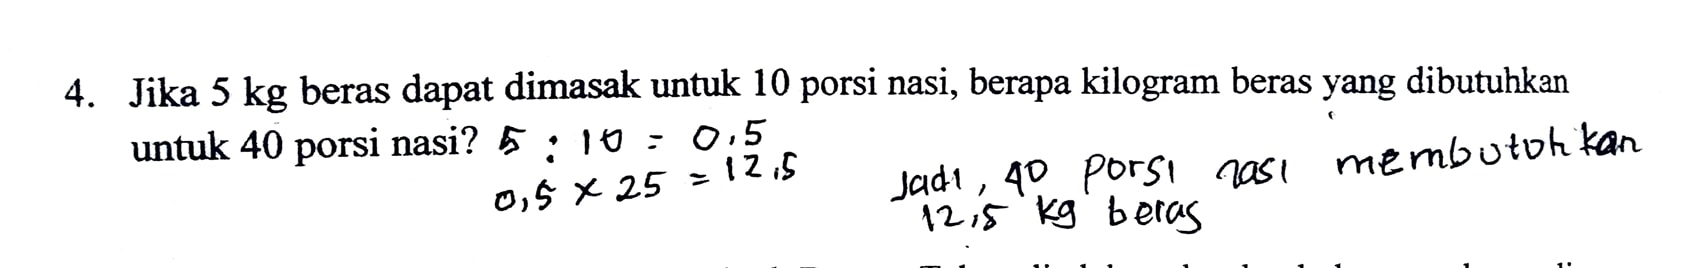 4. Jika 5 kg beras dapat dimasak untuk 10 porsi nasi, berapa kilogram beras yang dibutuhkan
untuk 40 porsi nasi? 5 : 10 = 0,5
0,5 x 25 = 12,5
Jadi, 40 porsi nasi membutuhkan
12,5 kg beras